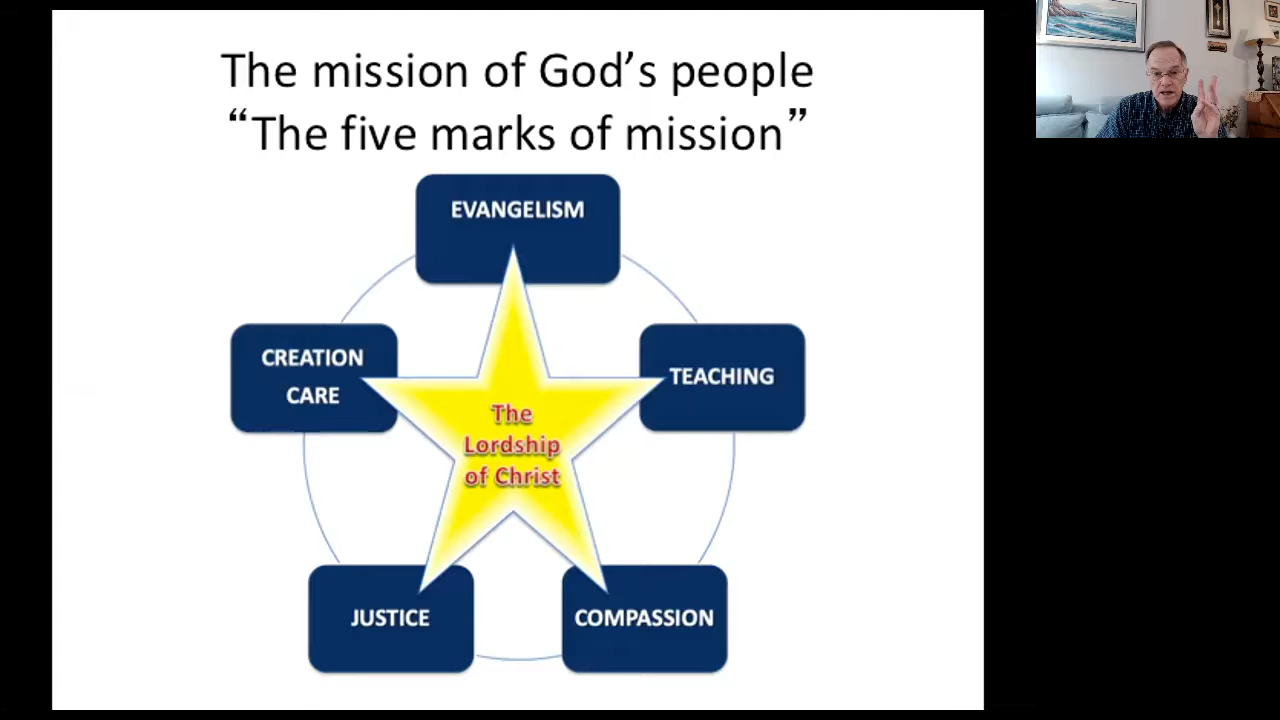 The mission of God’s people
“The five marks of mission”
EVANGELISM
CREATION
CARE
TEACHING
The
Lordship
of Christ
JUSTICE
COMPASSION